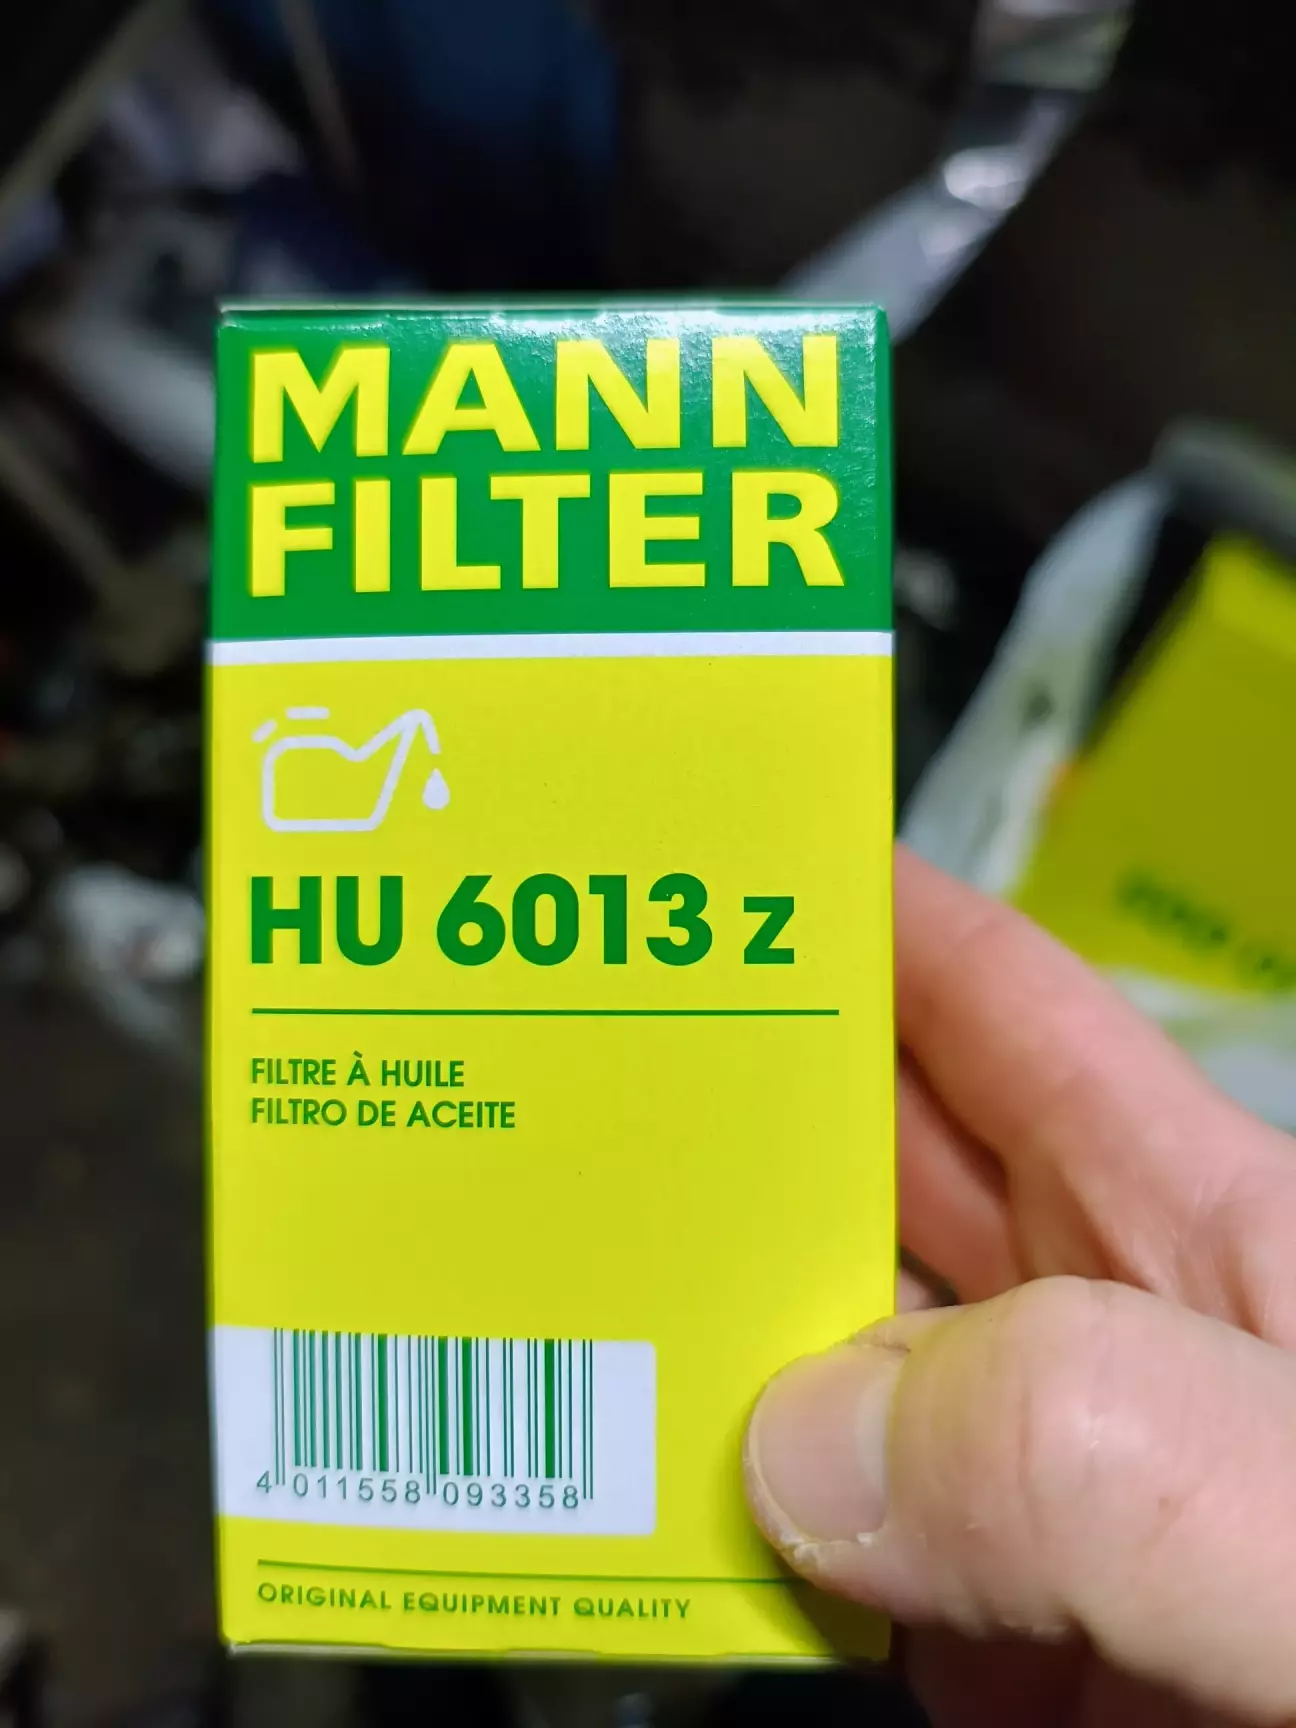 MANN
FILTER
HU 6013 z
FILTRE À HUILE
FILTRO DE ACEITE
4 011558 093358
ORIGINAL EQUIPMENT QUALITY